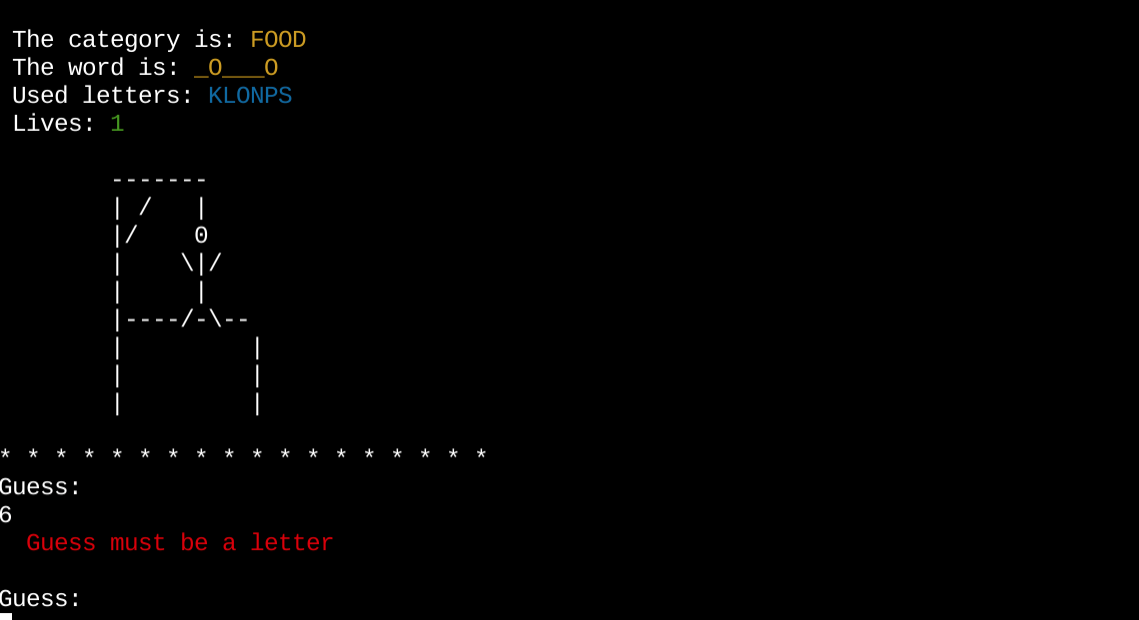 The category is: FOOD
The word is: _O___O
Used letters: KLONPS
Lives: 1
-------
| /   |
|/    0
|    \|/
|     |
|----/-\--
|         |
|         |
|         |
* * * * * * * * * * * * * * * * * *
Guess:
6
Guess must be a letter
Guess: